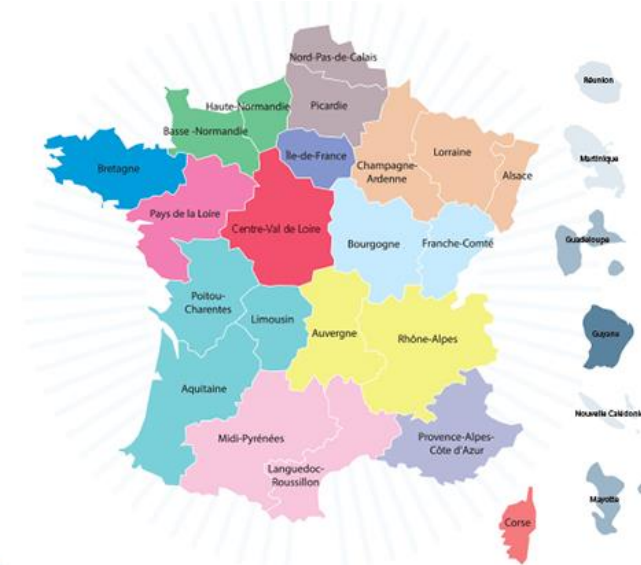 Nord-Pas-de-Calais
Réunion
Haute-Normandie
Picardie
Basse -Normandie
Île-de-France
Lorraine
Champagne-
Ardenne
Martinique
Bretagne
Alsace
Pays de la Loire
Centre-Val de Loire
Bourgogne
Franche-Comté
Guadeloupe
Poitou-
Charentes
Limousin
Auvergne
Rhône-Alpes
Guyane
Aquitaine
Nouvelle Calédoni
Midi-Pyrénées
Provence-Alpes-
Côte d'Azur
Languedoc-
Roussillon
Mayotte
Corse